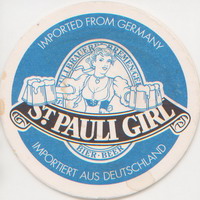 IMPORTED FROM GERMANY
ST. PAULI GIRL
BIER • BEER
IMPORTIERT AUS DEUTSCHLAND